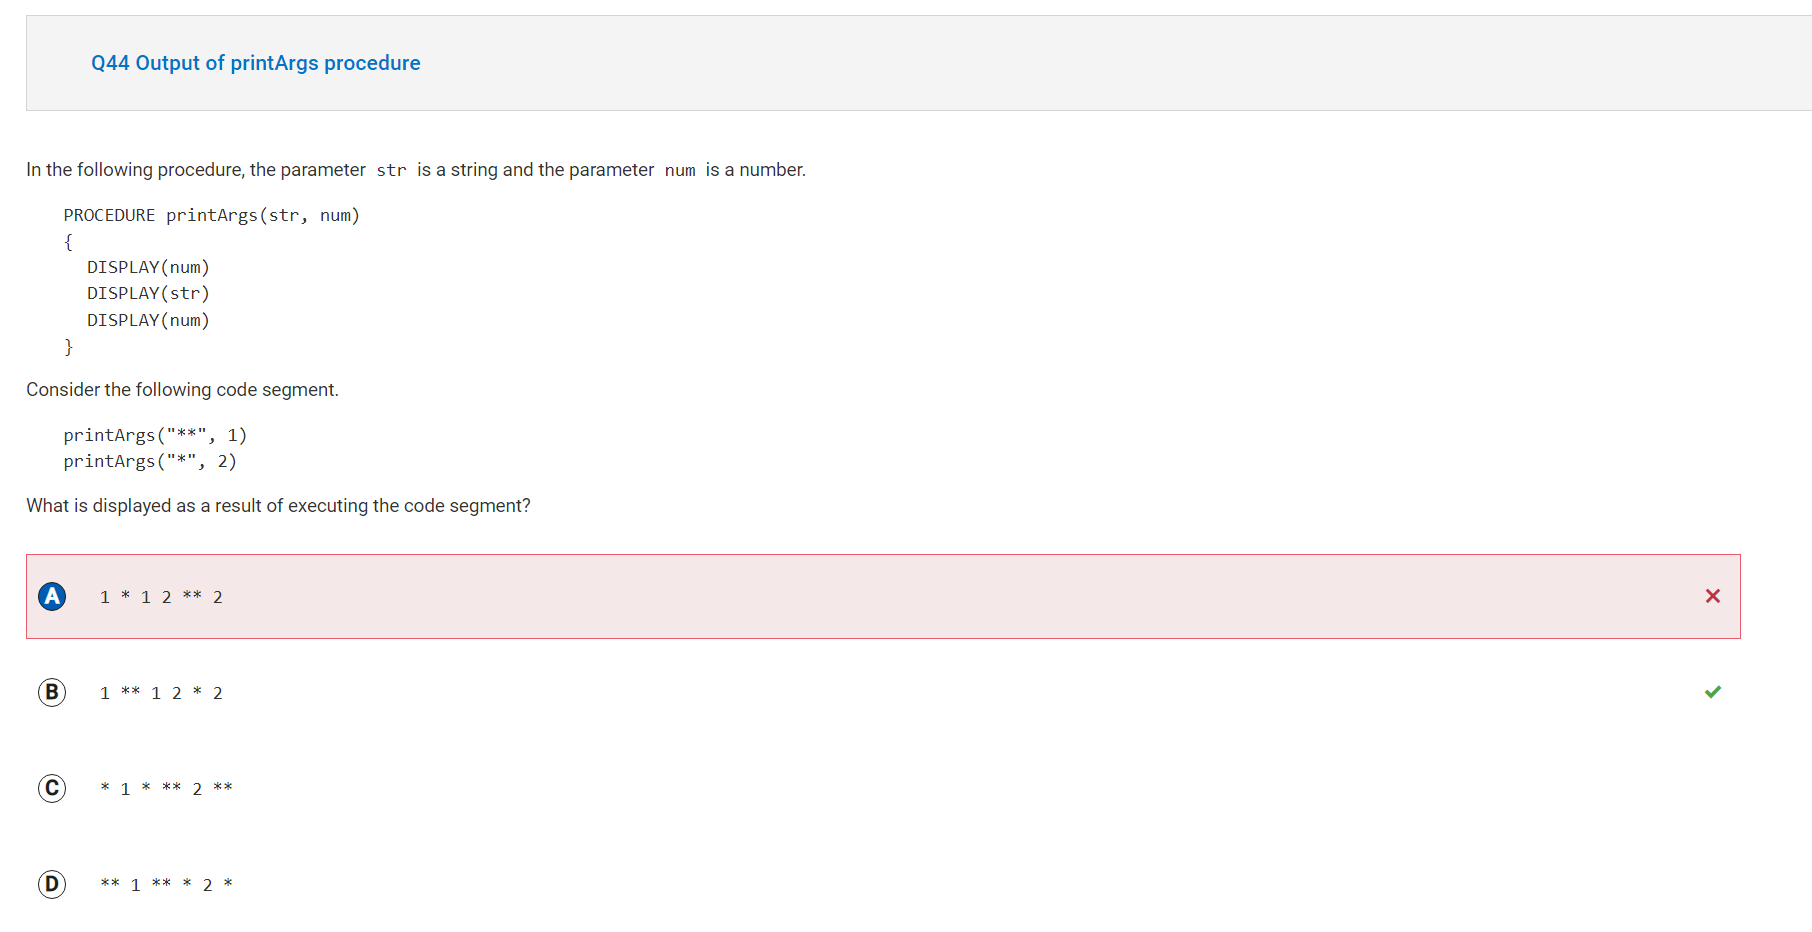 Q44 Output of printArgs procedure
In the following procedure, the parameter str is a string and the parameter num is a number.
PROCEDURE printArgs(str, num)
{
DISPLAY(num)
DISPLAY(str)
DISPLAY(num)
}
Consider the following code segment.
printArgs("**", 1)
printArgs("*", 2)
What is displayed as a result of executing the code segment?
A 1 * 1 2 ** 2
B 1 ** 1 2 * 2
C * 1 * ** 2 **
D ** 1 ** * 2 *